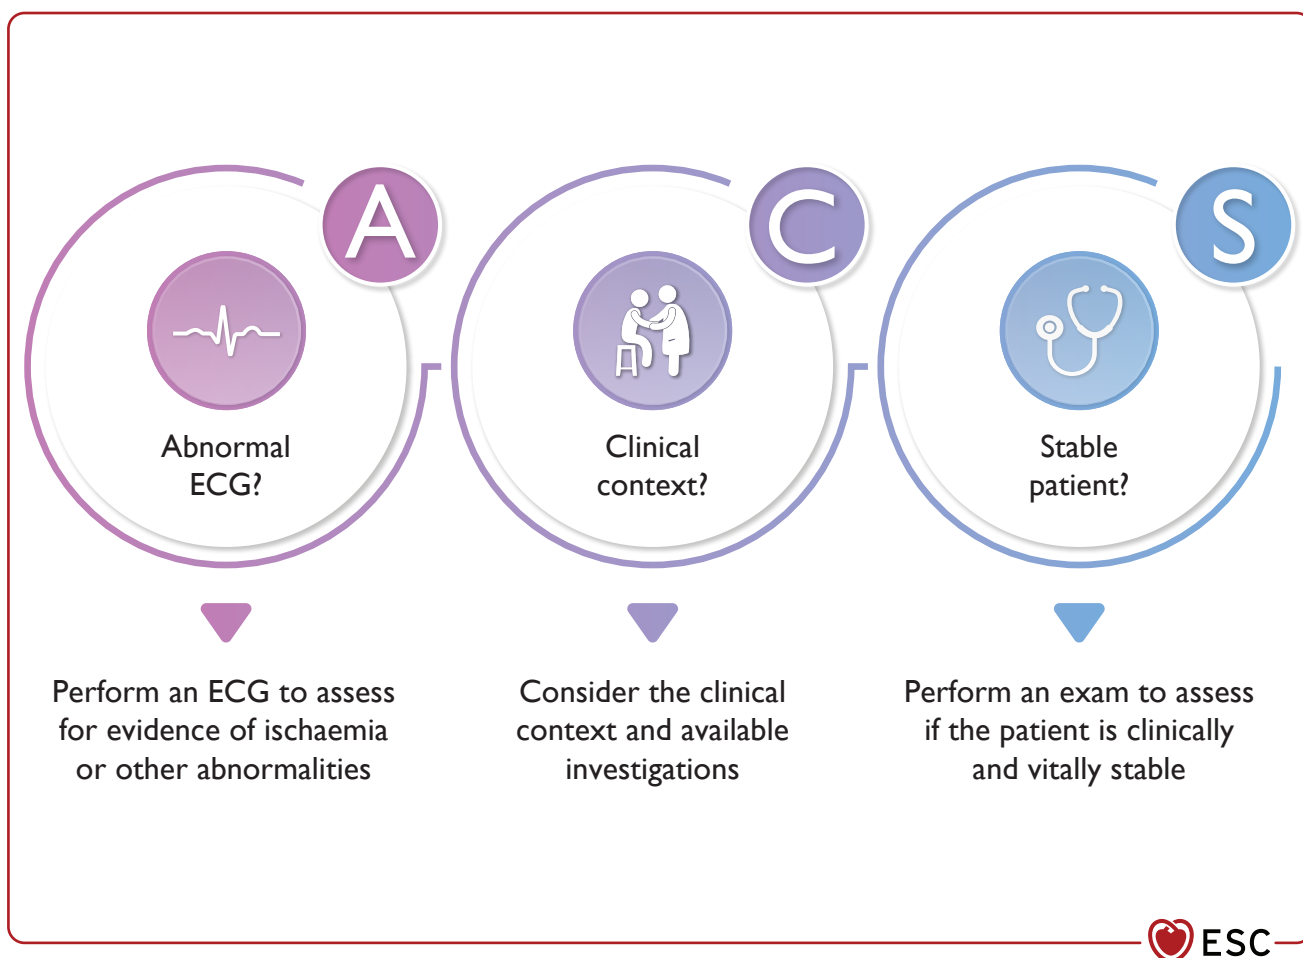 A
C
S
Abnormal
ECG?
Clinical
context?
Stable
patient?
Perform an ECG to assess
for evidence of ischaemia
or other abnormalities
Consider the clinical
context and available
investigations
Perform an exam to assess
if the patient is clinically
and vitally stable
ESC